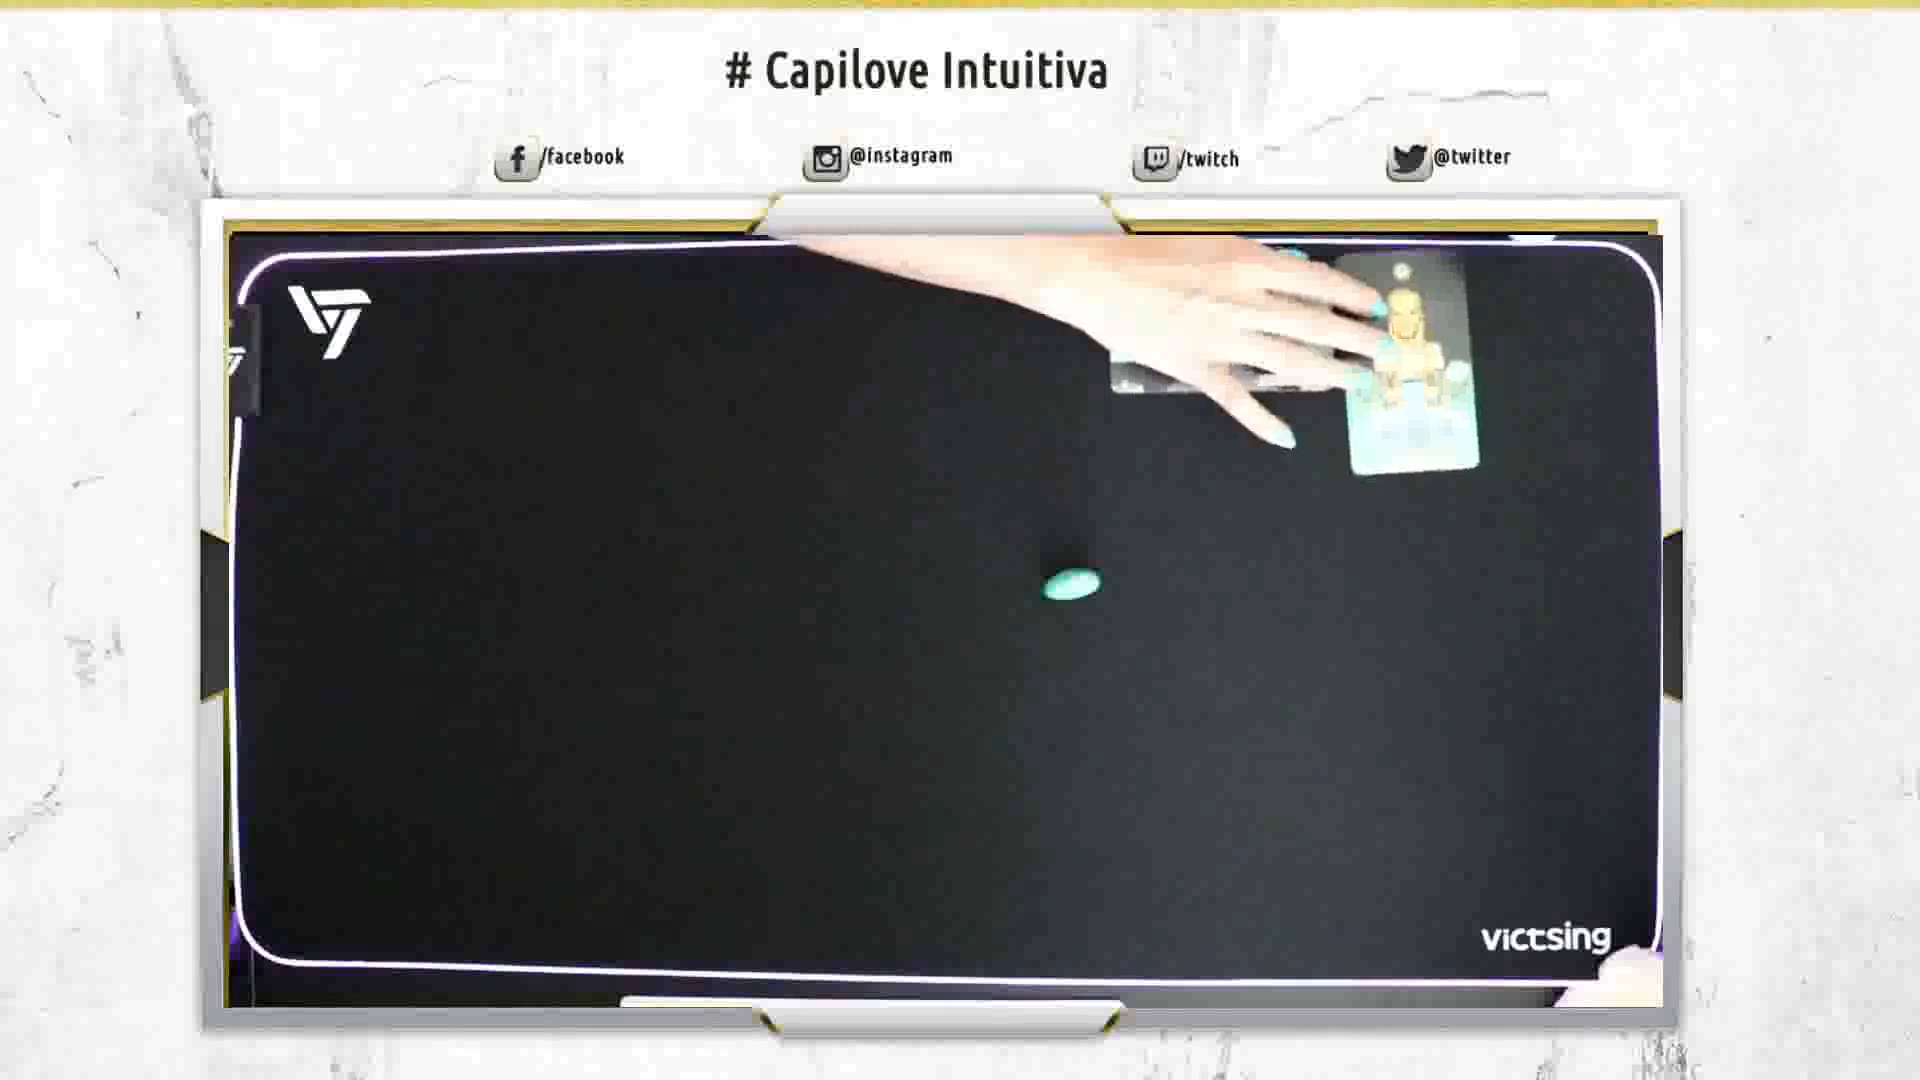 # Capilove Intuitiva
/facebook
@instagram
/twitch
@twitter
victsing